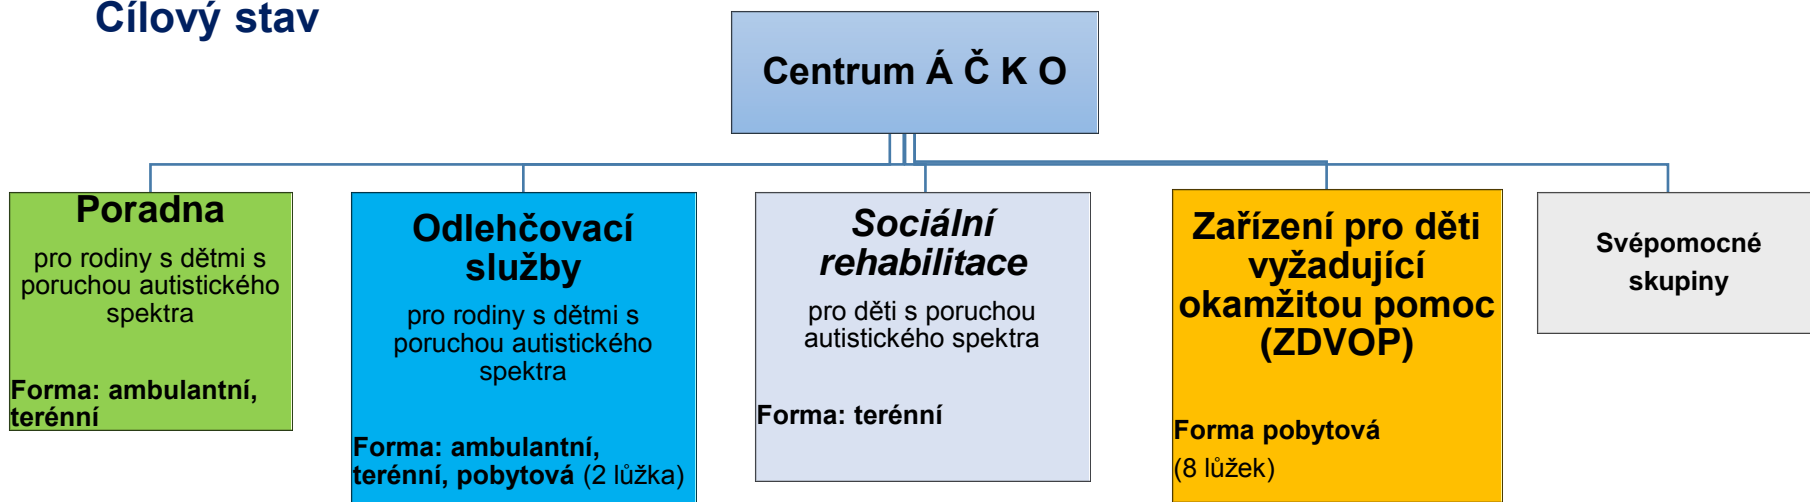 Cílový stav
Centrum Á Č K O
Poradna
pro rodiny s dětmi s
poruchou autistického
spektra
Forma: ambulantní,
terénní
Odlehčovací
služby
pro rodiny s dětmi s
poruchou autistického
spektra
Forma: ambulantní,
terénní, pobytová (2 lůžka)
Sociální
rehabilitace
pro děti s poruchou
autistického spektra
Forma: terénní
Zařízení pro děti
vyžadující
okamžitou pomoc
(ZDVOP)
Forma pobytová
(8 lůžek)
Svépomocné
skupiny